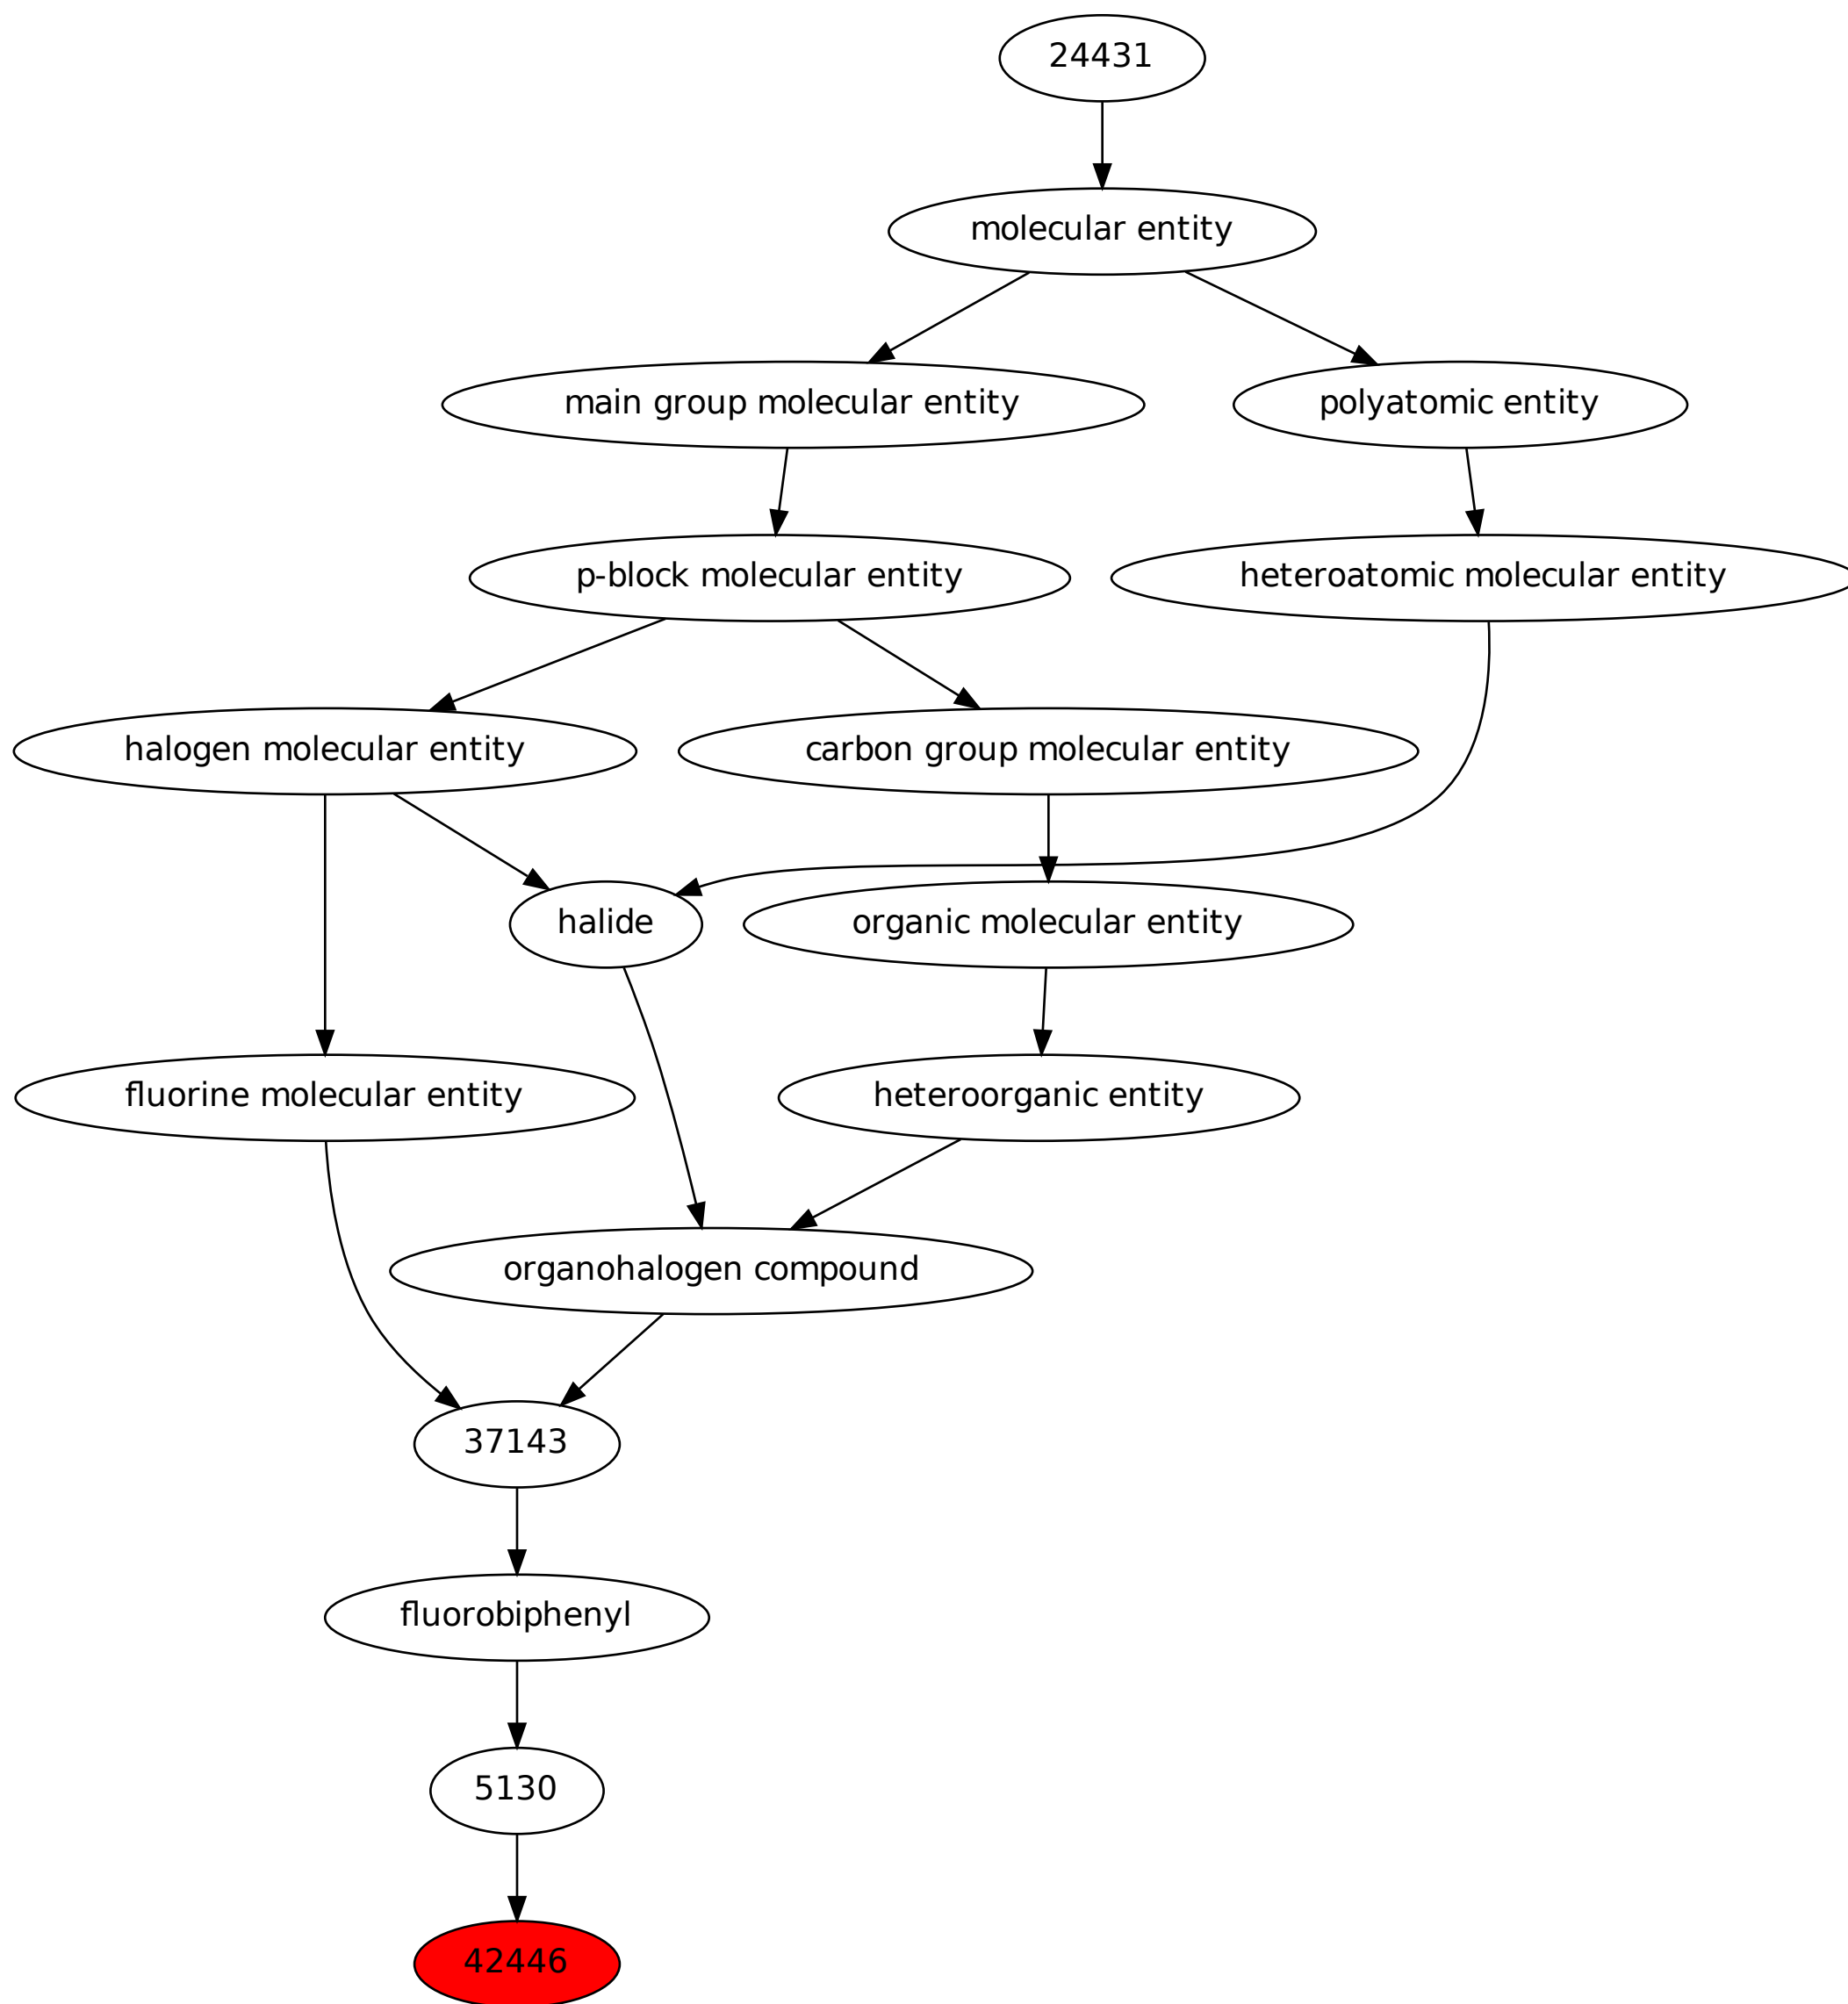 24431
molecular entity
main group molecular entity
polyatomic entity
p-block molecular entity
heteroatomic molecular entity
halogen molecular entity
carbon group molecular entity
halide
organic molecular entity
fluorine molecular entity
heteroorganic entity
organohalogen compound
37143
fluorobiphenyl
5130
42446